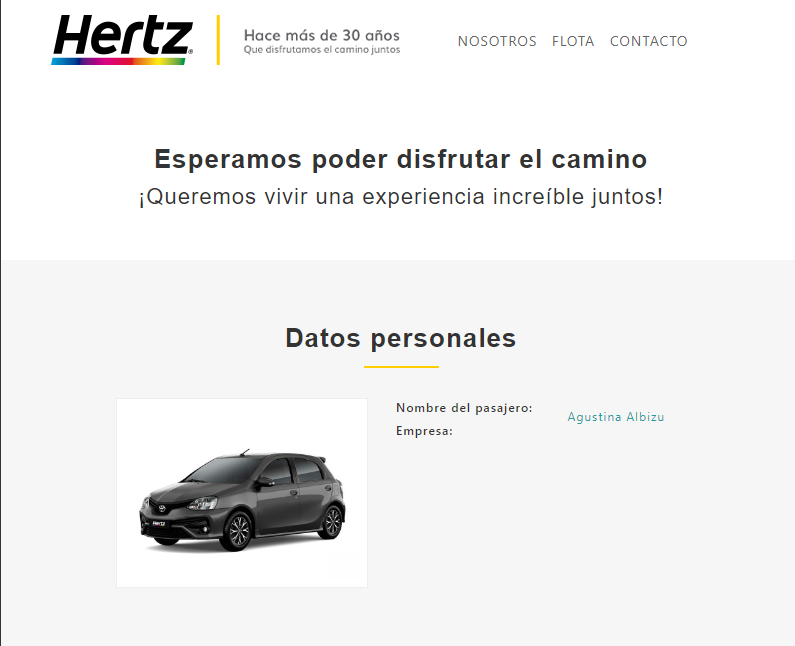 Hertz
Hace más de 30 años
Que disfrutamos el camino juntos
NOSOTROS FLOTA CONTACTO
Esperamos poder disfrutar el camino
¡Queremos vivir una experiencia increíble juntos!
Datos personales
Nombre del pasajero:
Agustina Albizu
Empresa:
Hertz